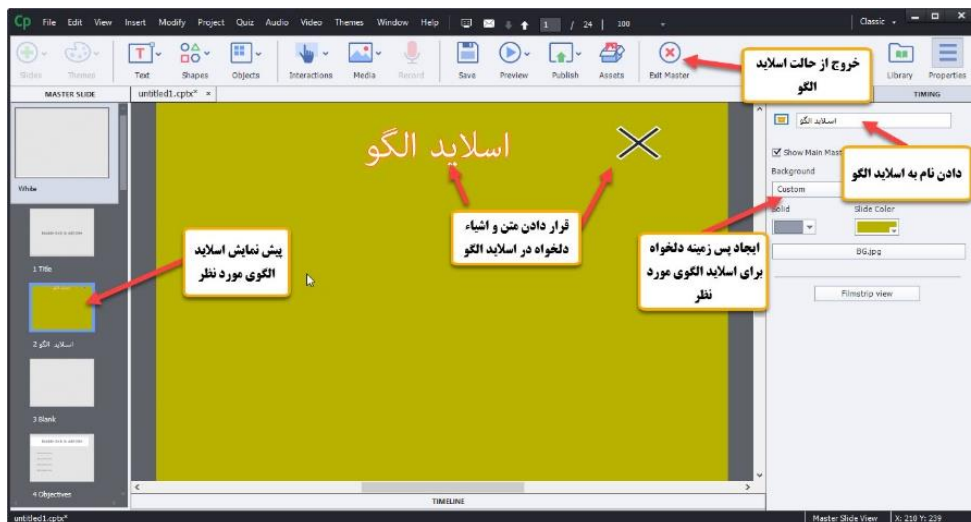 Cp File Edit View Insert Modify Project Quiz Audio Video Themes Window Help 1 / 24 100 Classic
Slides Themes Text Shapes Objects Interactions Media Record Save Preview Publish Assets Exit Master Library Properties
خروج از حالت اسلاید
الگو
MASTER SLIDE untitled1.cptx* × TIMING
اسلاید الگو
اسلاید الگو
Show Main Mast
دادن نام به اسلاید الگو
Background
Custom
Solid Slide Color
BG.jpg
Filmstrip view
White
1 Title
قرار دادن متن و اشیاء
دلخواه در اسلاید الگو
ایجاد پس زمینه دلخواه
برای اسلاید الگوی مورد
نظر
پیش نمایش اسلاید
الگوی مورد نظر
2 اسلاید الگو
3 Blank
4 Objectives
TIMELINE
untitled1.cptx* Master Slide View X: 210 Y: 239